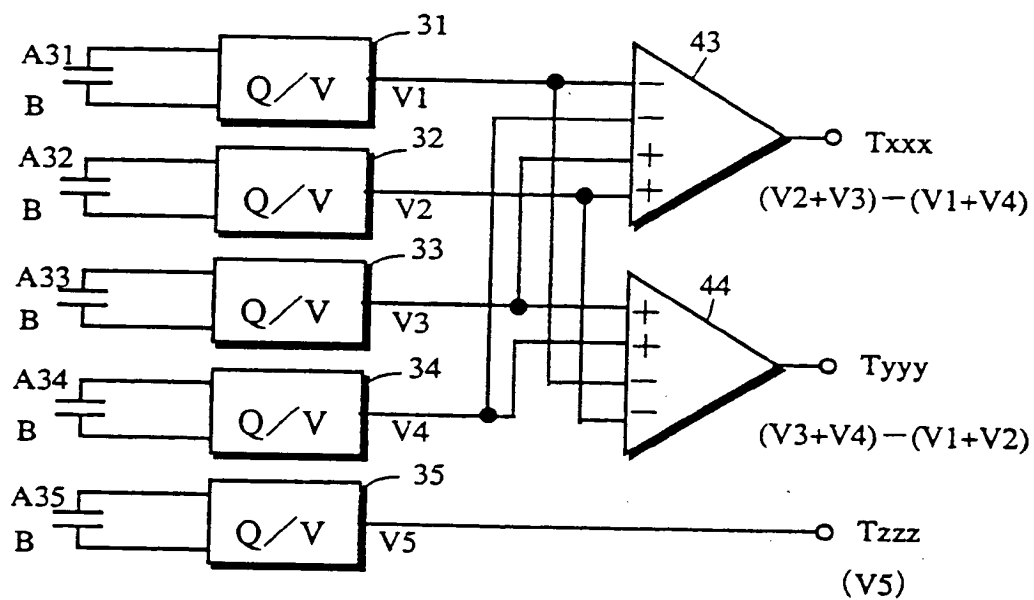 31
A31
B
Q/V
V1
43
−
−
+
+
Txxx
(V2+V3)−(V1+V4)
32
A32
B
Q/V
V2
33
A33
B
Q/V
V3
44
+
+
−
−
Tyyy
(V3+V4)−(V1+V2)
34
A34
B
Q/V
V4
35
A35
B
Q/V
V5
Tzzz
(V5)